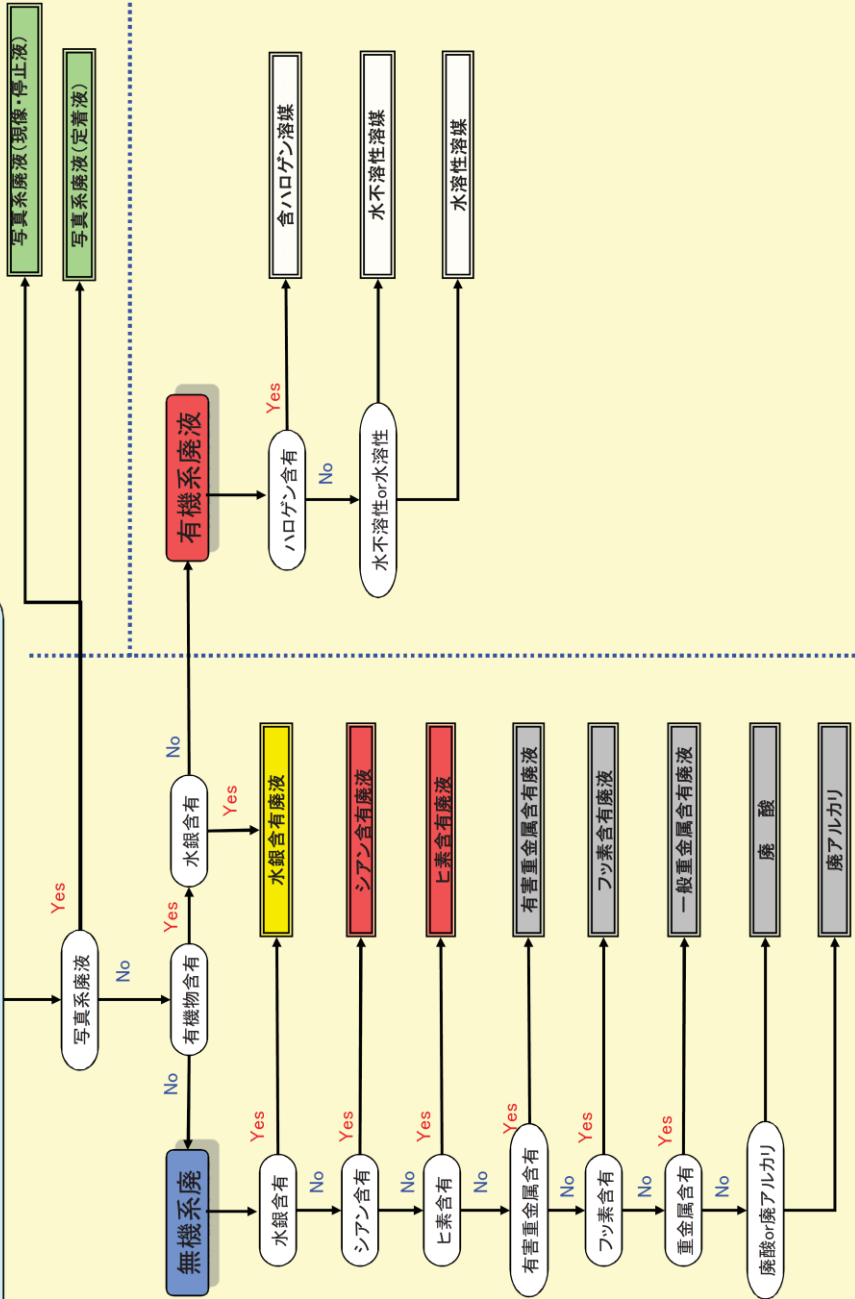 写真系廃液(現像・停止液)
写真系廃液(定着液)
Yes
写真系廃液
No
有機物含有
No
Yes
水銀含有
No
Yes
無機系廃
有機系廃液
水銀含有
Yes
水銀含有廃液
No
シアン含有
Yes
シアン含有廃液
No
ヒ素含有
Yes
ヒ素含有廃液
No
有害重金属含有
Yes
有害重金属含有廃液
No
フッ素含有
Yes
フッ素含有廃液
No
重金属含有
Yes
一般重金属含有廃液
No
廃酸or廃アルカリ
廃 酸
廃アルカリ
ハロゲン含有
Yes
含ハロゲン溶媒
No
水不溶性or水溶性
水不溶性溶媒
水溶性溶媒